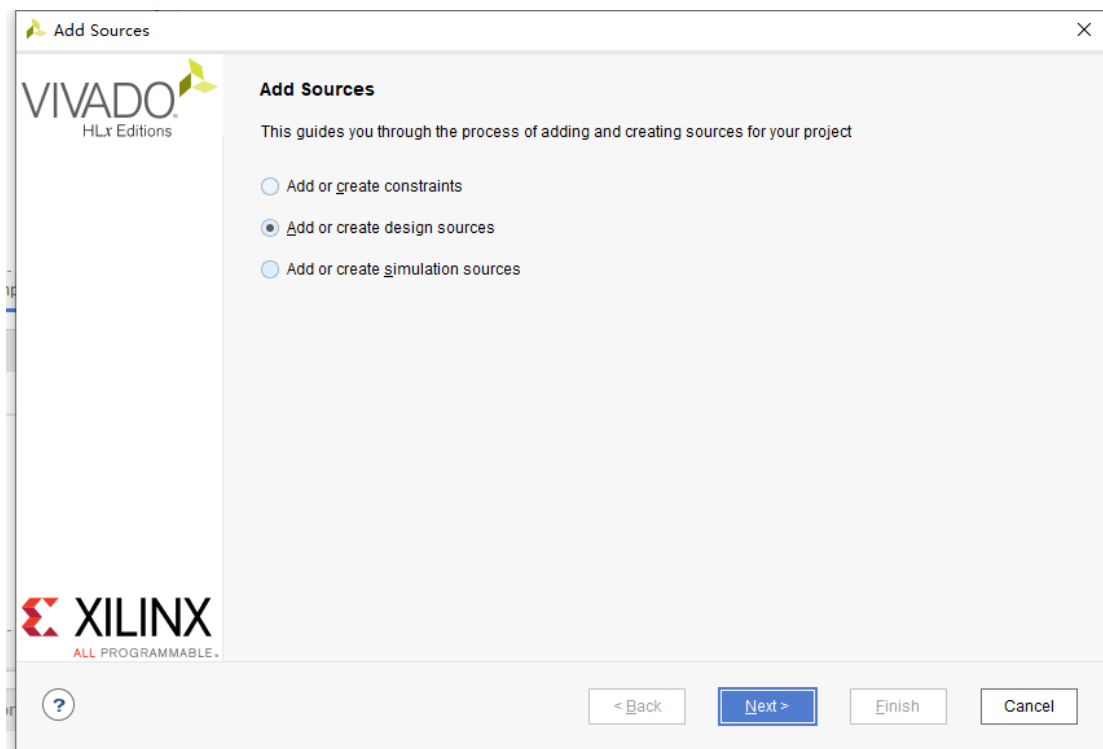 Add Sources
VIVADO
HLx Editions
Add Sources
This guides you through the process of adding and creating sources for your project
Add or create constraints
Add or create design sources
Add or create simulation sources
XILINX
ALL PROGRAMMABLE
?
< Back
Next >
Finish
Cancel